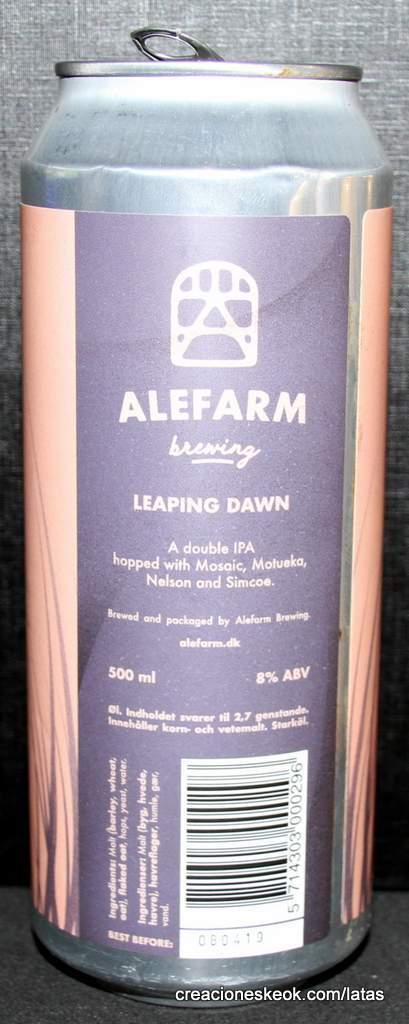 ALEFARM
brewing
LEAPING DAWN
A double IPA
hopped with Mosaic, Motueka,
Nelson and Simcoe.
Brewed and packaged by Alefarm Brewing.
alefarm.dk
500 ml 8% ABV
Øl. Indholdet svarer til 2,7 genstande.
Innehåller korn- och vetemalt. Starköl.
Ingredients: Malt (barley, wheat,
oat), flaked oat, hops, yeast, water.
Ingredienser: Malt (byg, hvede,
havre), havreflager, humle, gær,
vand.
BEST BEFORE: 080419
5 714303 000296
creacioneskeok.com/latas